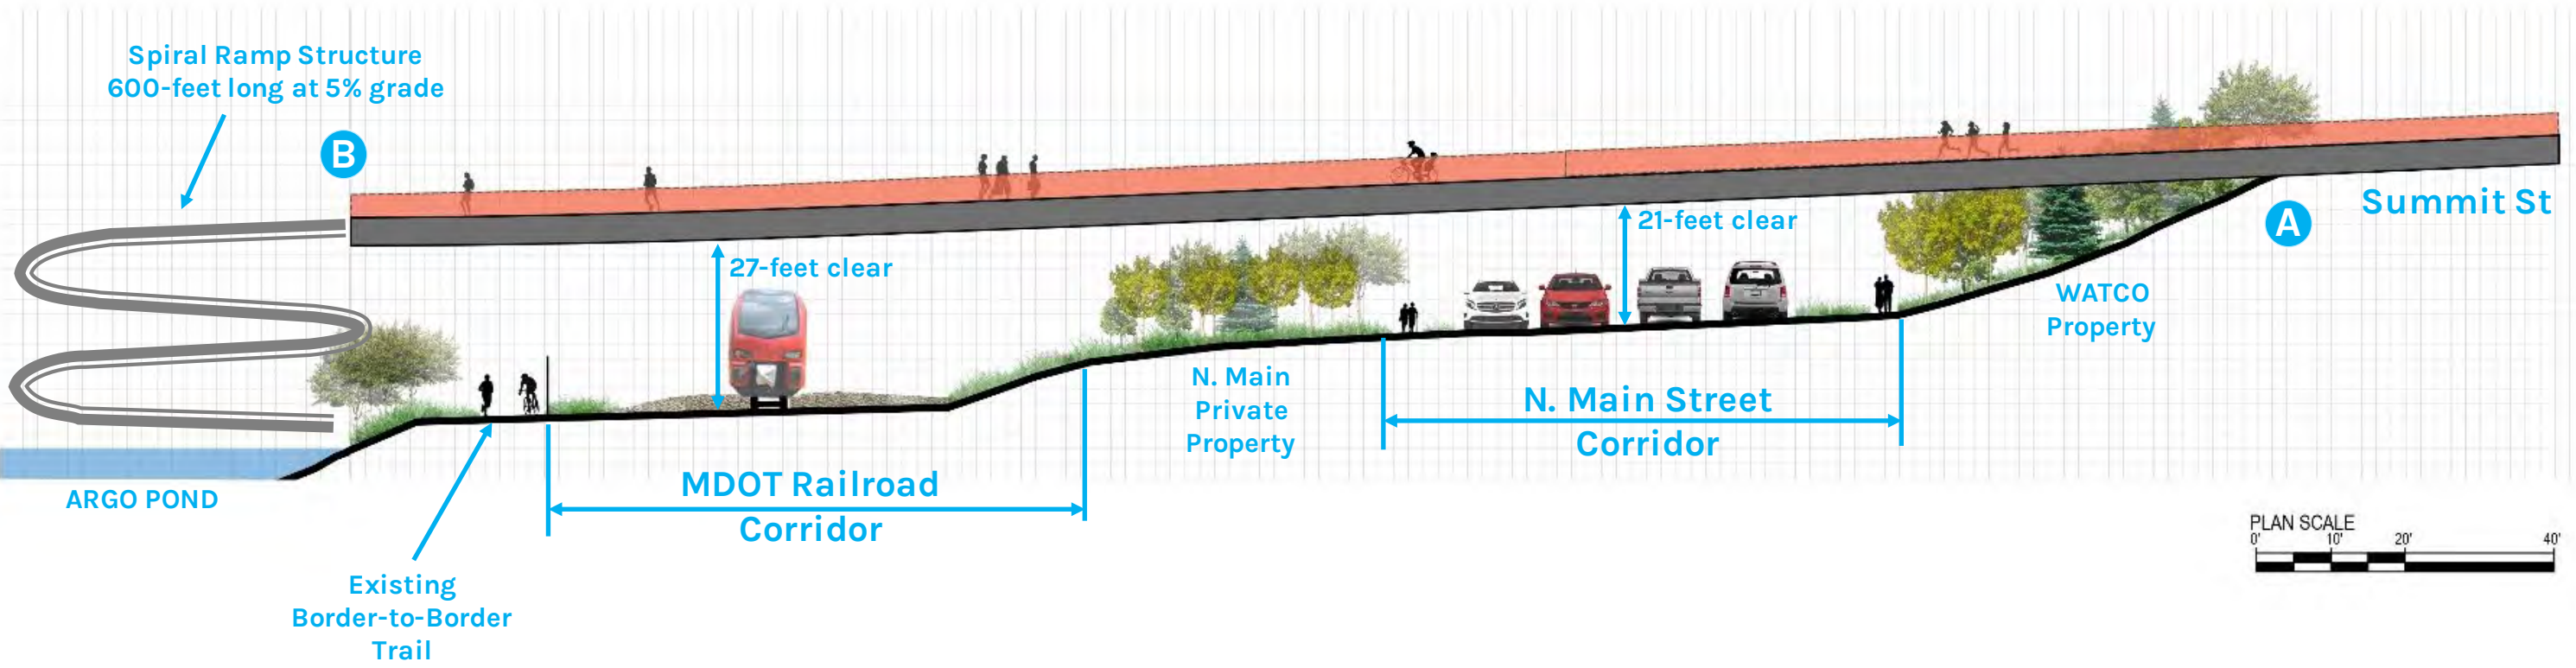 Spiral Ramp Structure
600-feet long at 5% grade
B
27-feet clear
21-feet clear
A
Summit St
WATCO
Property
N. Main
Private
Property
N. Main Street
Corridor
MDOT Railroad
Corridor
ARGO POND
Existing
Border-to-Border
Trail
PLAN SCALE
0' 10' 20' 40'